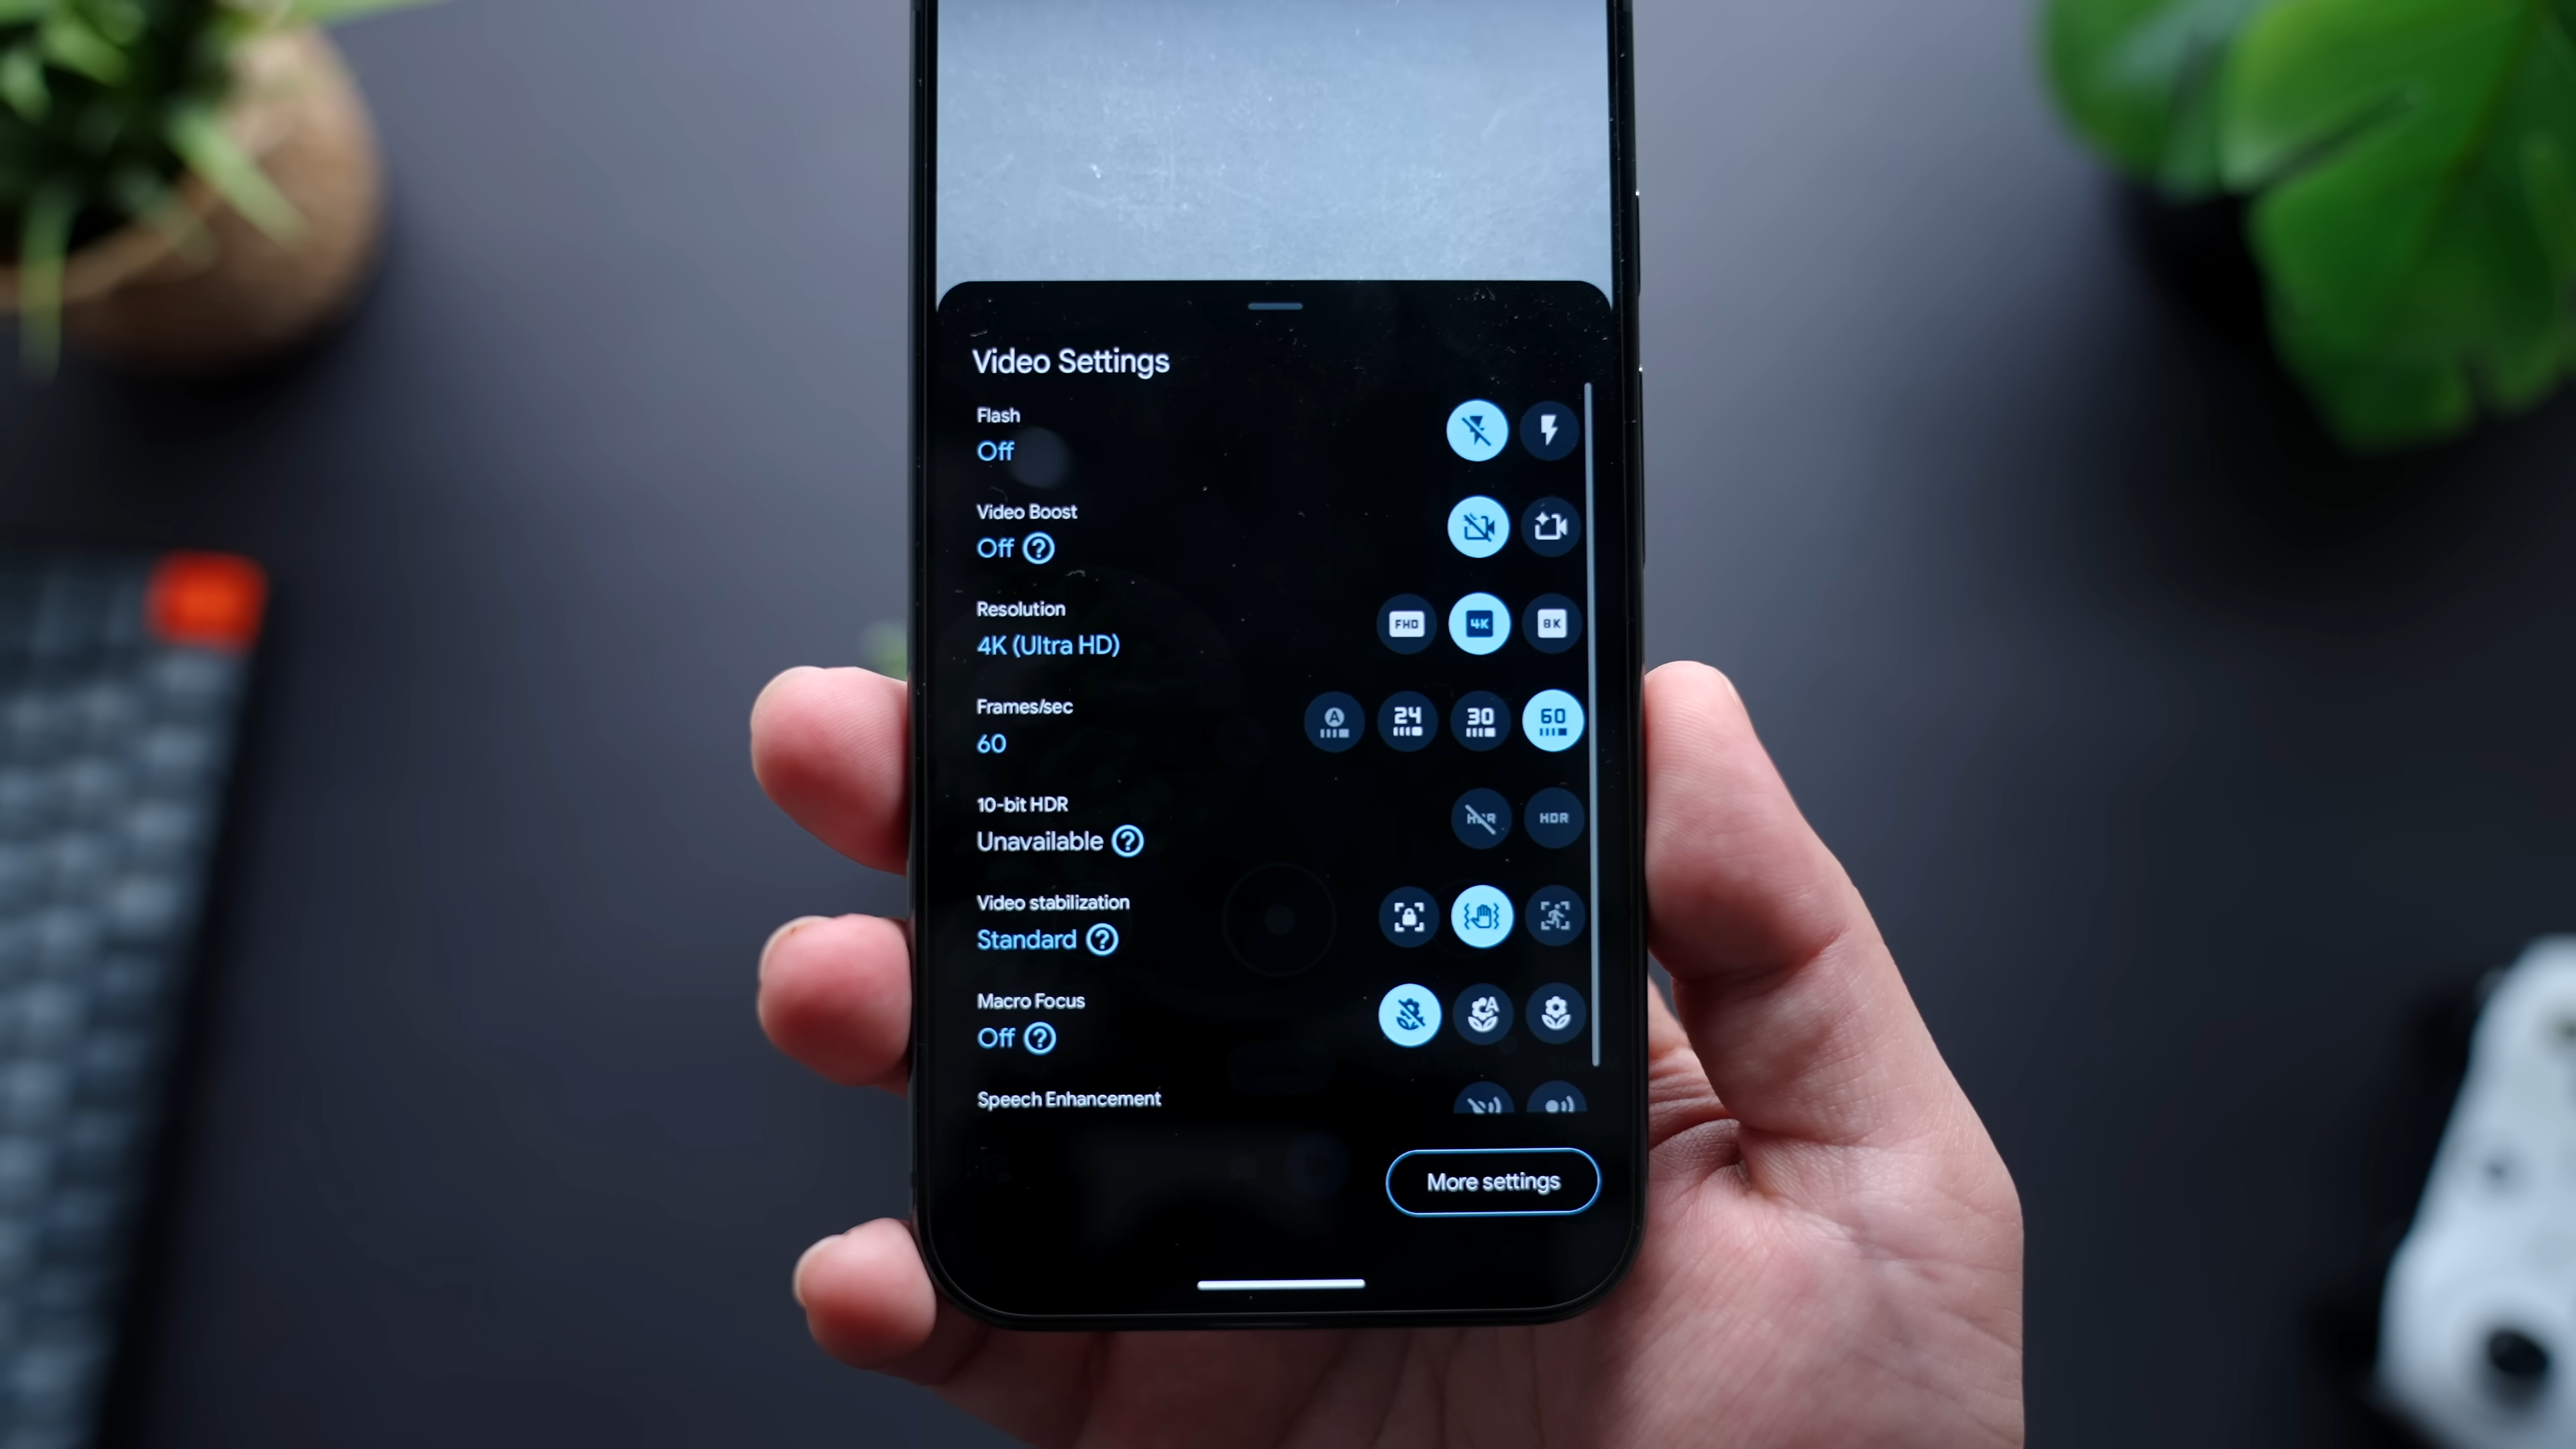 Video Settings
Flash
Off
Video Boost
Off ?
Resolution
4K (Ultra HD)
FHD 4K 8K
Frames/sec
60
A 24 30 60
10-bit HDR
Unavailable ?
HDR HDR
Video stabilization
Standard ?
Macro Focus
Off ?
A
Speech Enhancement
More settings